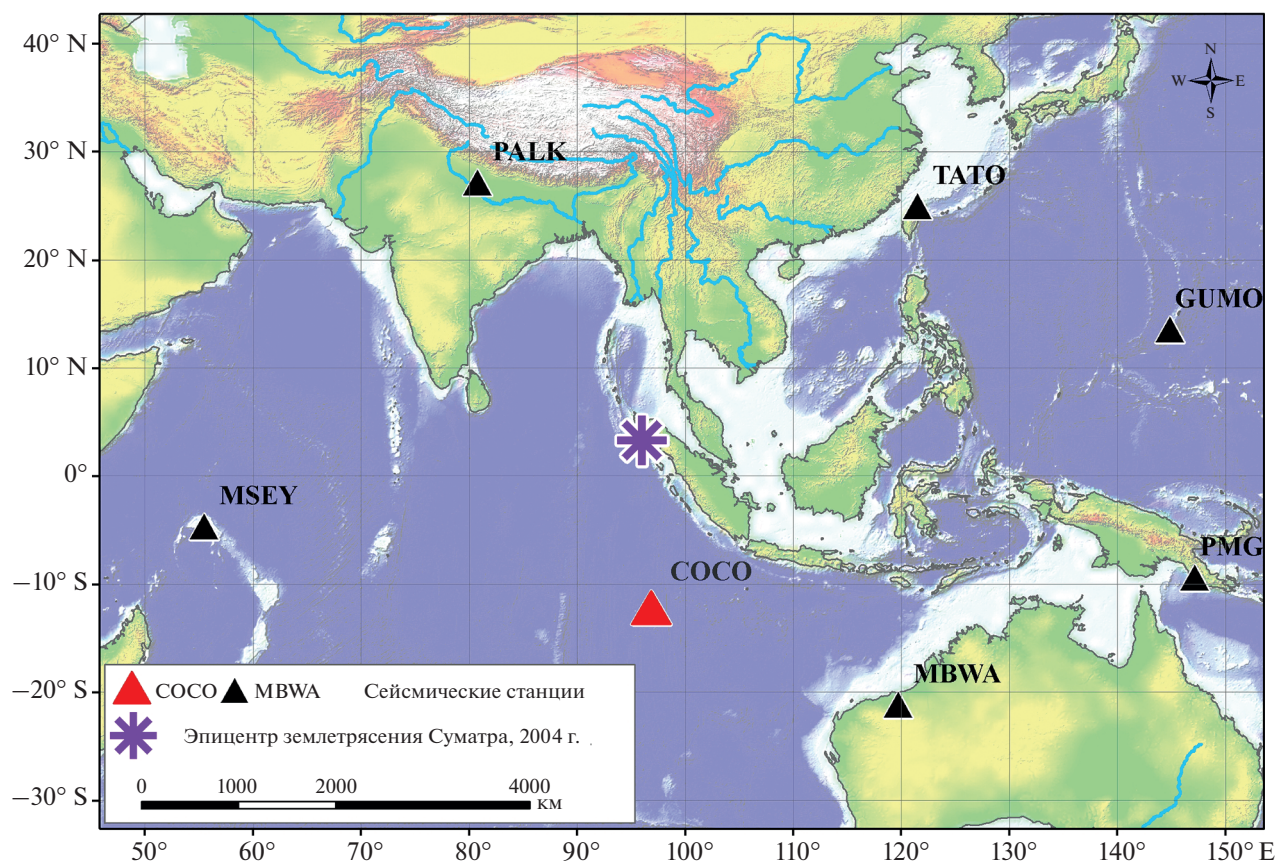 40° N
30° N
20° N
10° N
0°
−10° S
−20° S
−30° S
N
W
E
S
PALK
TATO
GUMO
MSEY
COCO
PMG
MBWA
COCO MBWA Сейсмические станции
Эпицентр землетрясения Суматра, 2004 г.
0 1000 2000 4000
км
50° 60° 70° 80° 90° 100° 110° 120° 130° 140° 150° E